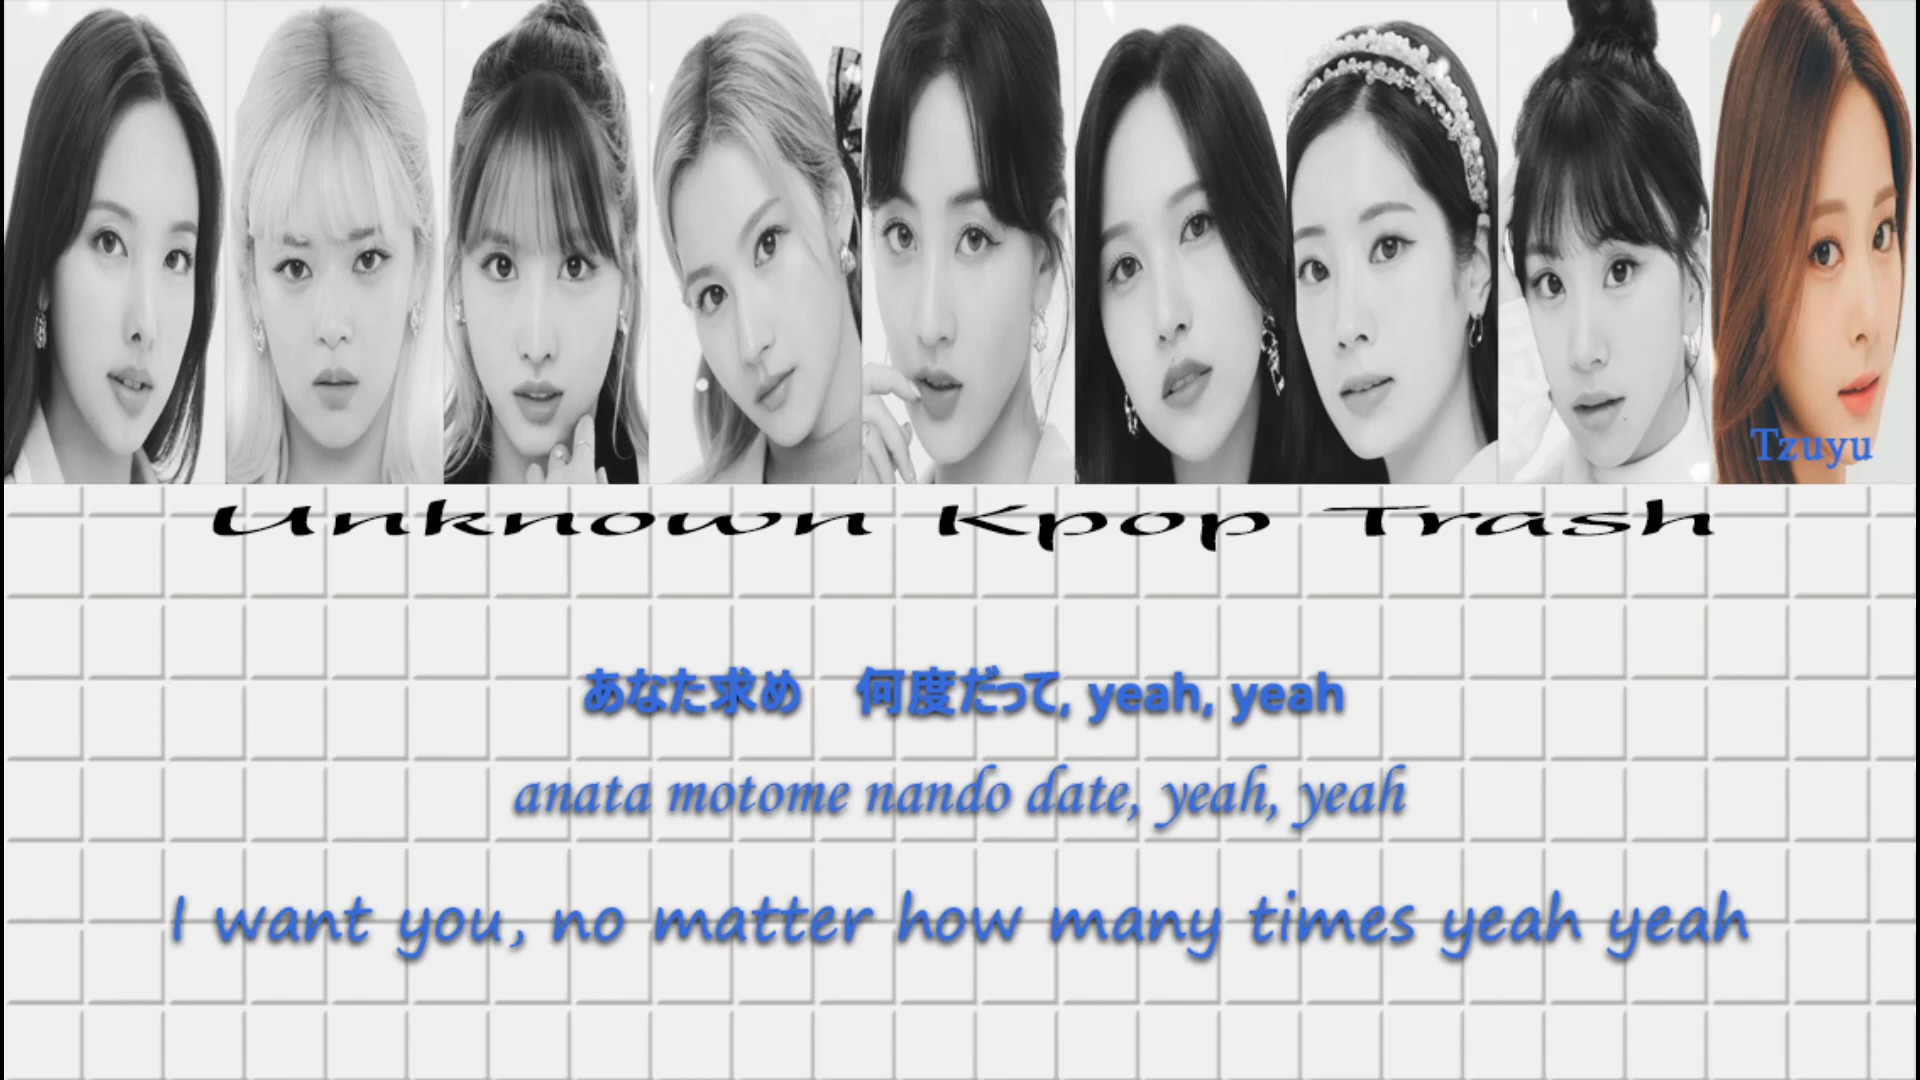 Tzuyu
Unknown Kpop Trash
あなた求め　何度だって, yeah, yeah
anata motome nando date, yeah, yeah
I want you, no matter how many times yeah yeah